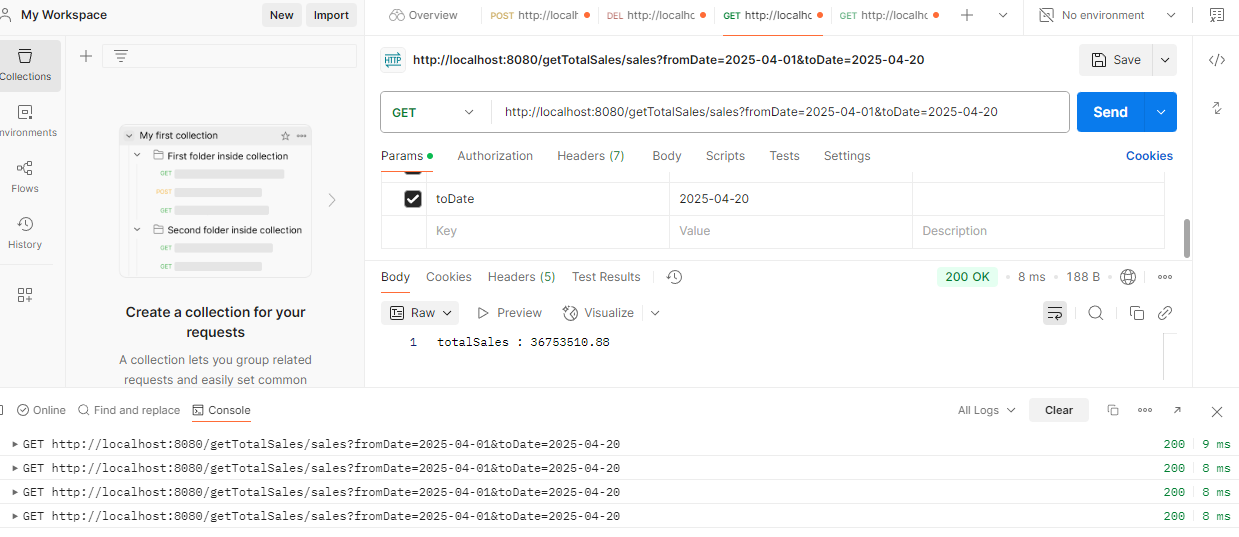 My Workspace
New
Import
Overview
POST http://localh
DEL http://localhc
GET http://localhc
GET http://localhc
No environment
Collections
nvironments
Flows
History
My first collection
First folder inside collection
GET
POST
GET
Second folder inside collection
GET
GET
Create a collection for your
requests
A collection lets you group related
requests and easily set common
HTTP
http://localhost:8080/getTotalSales/sales?fromDate=2025-04-01&toDate=2025-04-20
Save
GET
http://localhost:8080/getTotalSales/sales?fromDate=2025-04-01&toDate=2025-04-20
Send
Params
Authorization
Headers (7)
Body
Scripts
Tests
Settings
Cookies
toDate
2025-04-20
Key
Value
Description
Body
Cookies
Headers (5)
Test Results
200 OK
8 ms
188 B
Raw
Preview
Visualize
1 totalSales : 36753510.88
Online
Find and replace
Console
All Logs
Clear
GET http://localhost:8080/getTotalSales/sales?fromDate=2025-04-01&toDate=2025-04-20 200 9 ms
GET http://localhost:8080/getTotalSales/sales?fromDate=2025-04-01&toDate=2025-04-20 200 8 ms
GET http://localhost:8080/getTotalSales/sales?fromDate=2025-04-01&toDate=2025-04-20 200 8 ms
GET http://localhost:8080/getTotalSales/sales?fromDate=2025-04-01&toDate=2025-04-20 200 8 ms